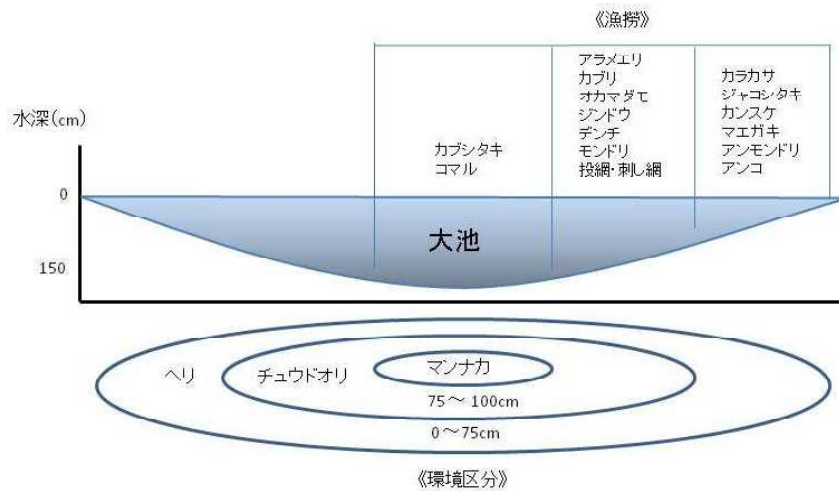 《漁撈》
アラメエリ
カブリ
オカマダモ
ジンドウ
デンチ
モンドリ
投網・刺し網
カラカサ
ジャコシタキ
カンスケ
マエガキ
アンモンドリ
アンコ
カブシタキ
コマル
水深(cm)
0
150
大池
ヘリ
チュウドオリ
マンナカ
75～100cm
0～75cm
《環境区分》